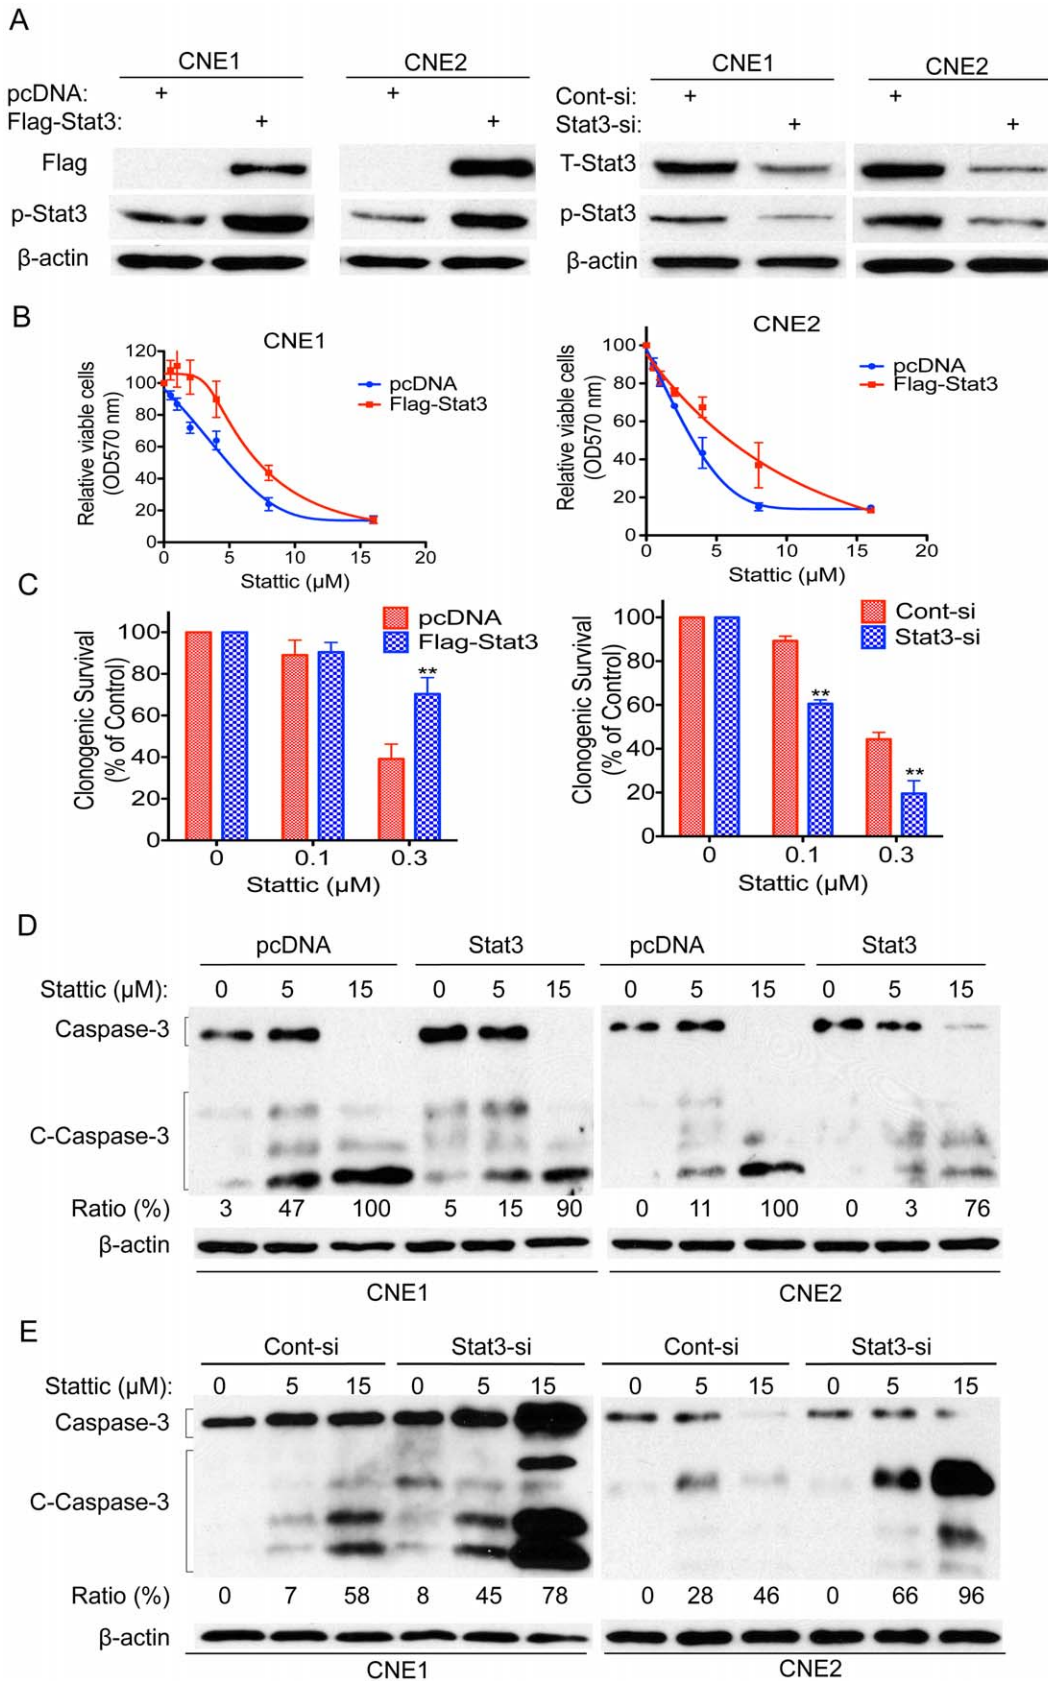 A
CNE1 CNE2 CNE1 CNE2
pcDNA: + + Cont-si: + +
Flag-Stat3: + + Stat3-si: + +
Flag T-Stat3
p-Stat3 p-Stat3
β-actin β-actin
B
CNE1
Relative viable cells
(OD570 nm)
120
100
80
60
40
20
0
pcDNA
Flag-Stat3
0 5 10 15 20
Stattic (µM)
CNE2
Relative viable cells
(OD570 nm)
100
80
60
40
20
0
pcDNA
Flag-Stat3
0 5 10 15 20
Stattic (µM)
C
Clonogenic Survival
(% of Control)
100
80
60
40
20
0
pcDNA
Flag-Stat3
**
0 0.1 0.3
Stattic (µM)
Clonogenic Survival
(% of Control)
100
80
60
40
20
0
Cont-si
Stat3-si
**
**
0 0.1 0.3
Stattic (µM)
D
pcDNA Stat3 pcDNA Stat3
Stattic (µM): 0 5 15 0 5 15 0 5 15 0 5 15
Caspase-3
C-Caspase-3
Ratio (%) 3 47 100 5 15 90 0 11 100 0 3 76
β-actin
CNE1 CNE2
E
Cont-si Stat3-si Cont-si Stat3-si
Stattic (µM): 0 5 15 0 5 15 0 5 15 0 5 15
Caspase-3
C-Caspase-3
Ratio (%) 0 7 58 8 45 78 0 28 46 0 66 96
β-actin
CNE1 CNE2